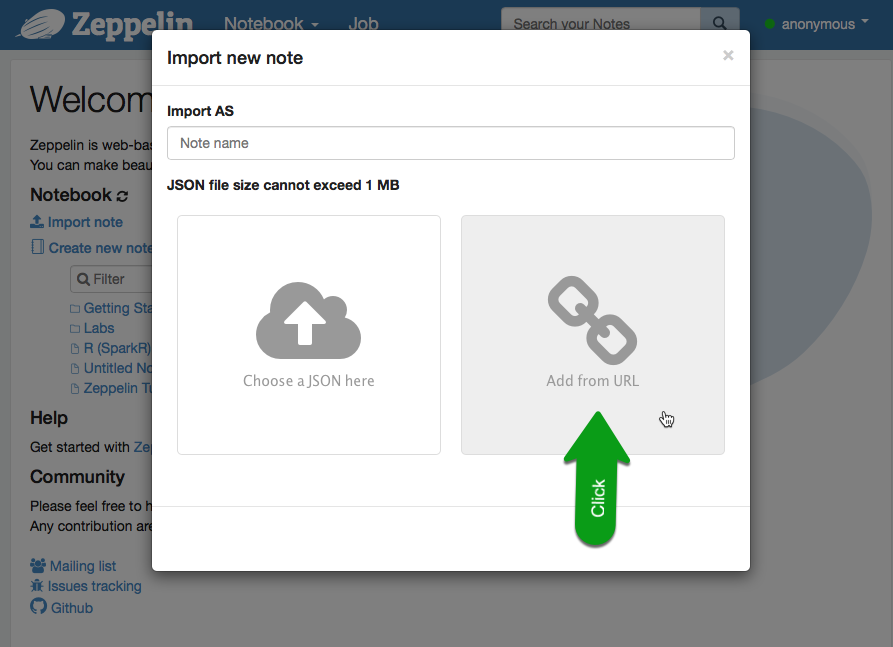 Zeppelin Notebook Job Search your Notes anonymous
Import new note ×
Welcom
Import AS
Zeppelin is web-bas
Note name
You can make beau
JSON file size cannot exceed 1 MB
Notebook
Import note
Create new note
Filter
Getting Sta
Labs
R (SparkR)
Untitled No
Zeppelin Tu
Choose a JSON here
Add from URL
Click
Help
Get started with Zep
Community
Please feel free to h
Any contribution are
Mailing list
Issues tracking
Github